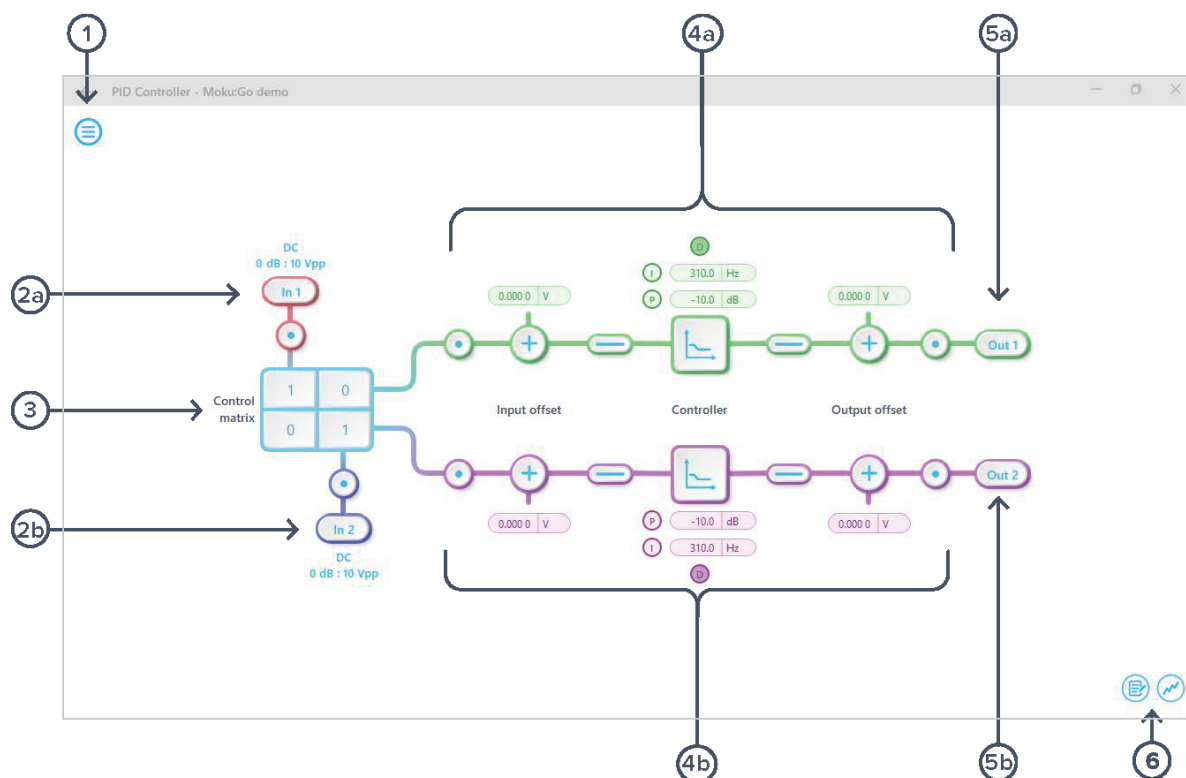 1
4a
5a
PID Controller - Moku:Go demo
DC
0 dB : 10 Vpp
2a
In 1
D
I 310.0 Hz
P -10.0 dB
0.000 0 V
0.000 0 V
Out 1
3
Control
matrix
1 0
0 1
Input offset
Controller
Output offset
Out 2
2b
In 2
DC
0 dB : 10 Vpp
0.000 0 V
P -10.0 dB
I 310.0 Hz
D
0.000 0 V
4b
5b
6